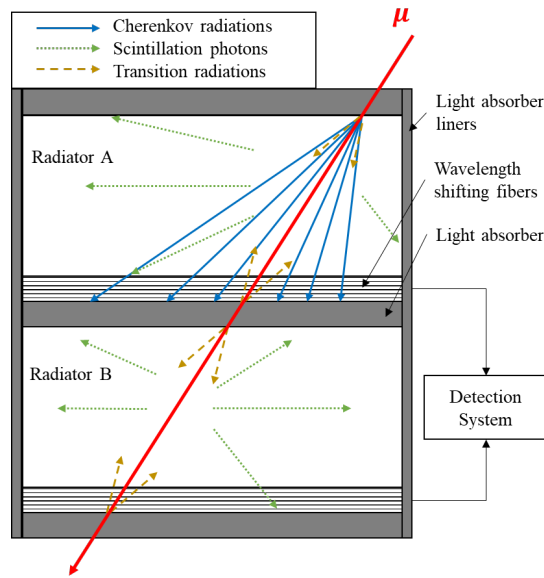 Cherenkov radiations
Scintillation photons
Transition radiations
μ
Light absorber
liners
Radiator A
Wavelength
shifting fibers
Light absorber
Radiator B
Detection
System